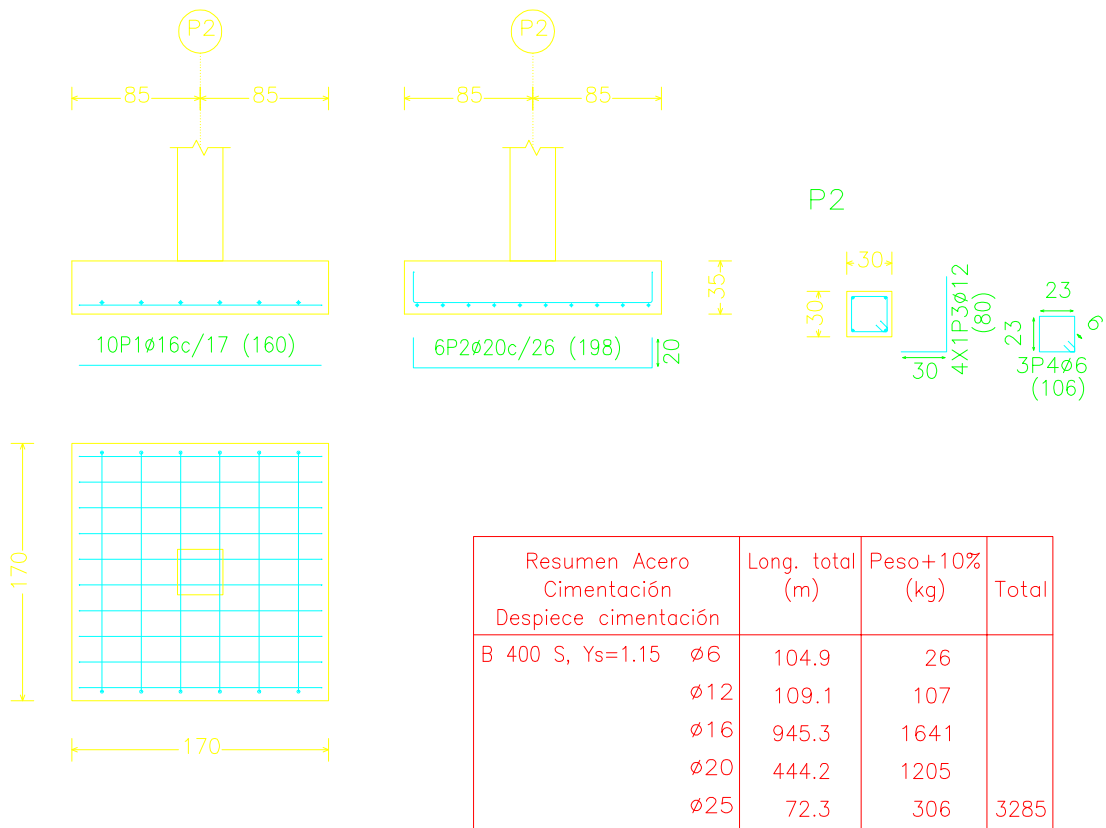 P2
P2
85
85
85
85
P2
35
30
30
30
4X1P3ø12
(80)
23
23
6
3P4ø6
(106)
10P1ø16c/17 (160)
6P2ø20c/26 (198)
20
170
170
Resumen Acero
Cimentación
Despiece cimentación
Long. total
(m)
Peso+10%
(kg)
Total
B 400 S, Ys=1.15 ø6 104.9 26
ø12 109.1 107
ø16 945.3 1641
ø20 444.2 1205
ø25 72.3 306 3285